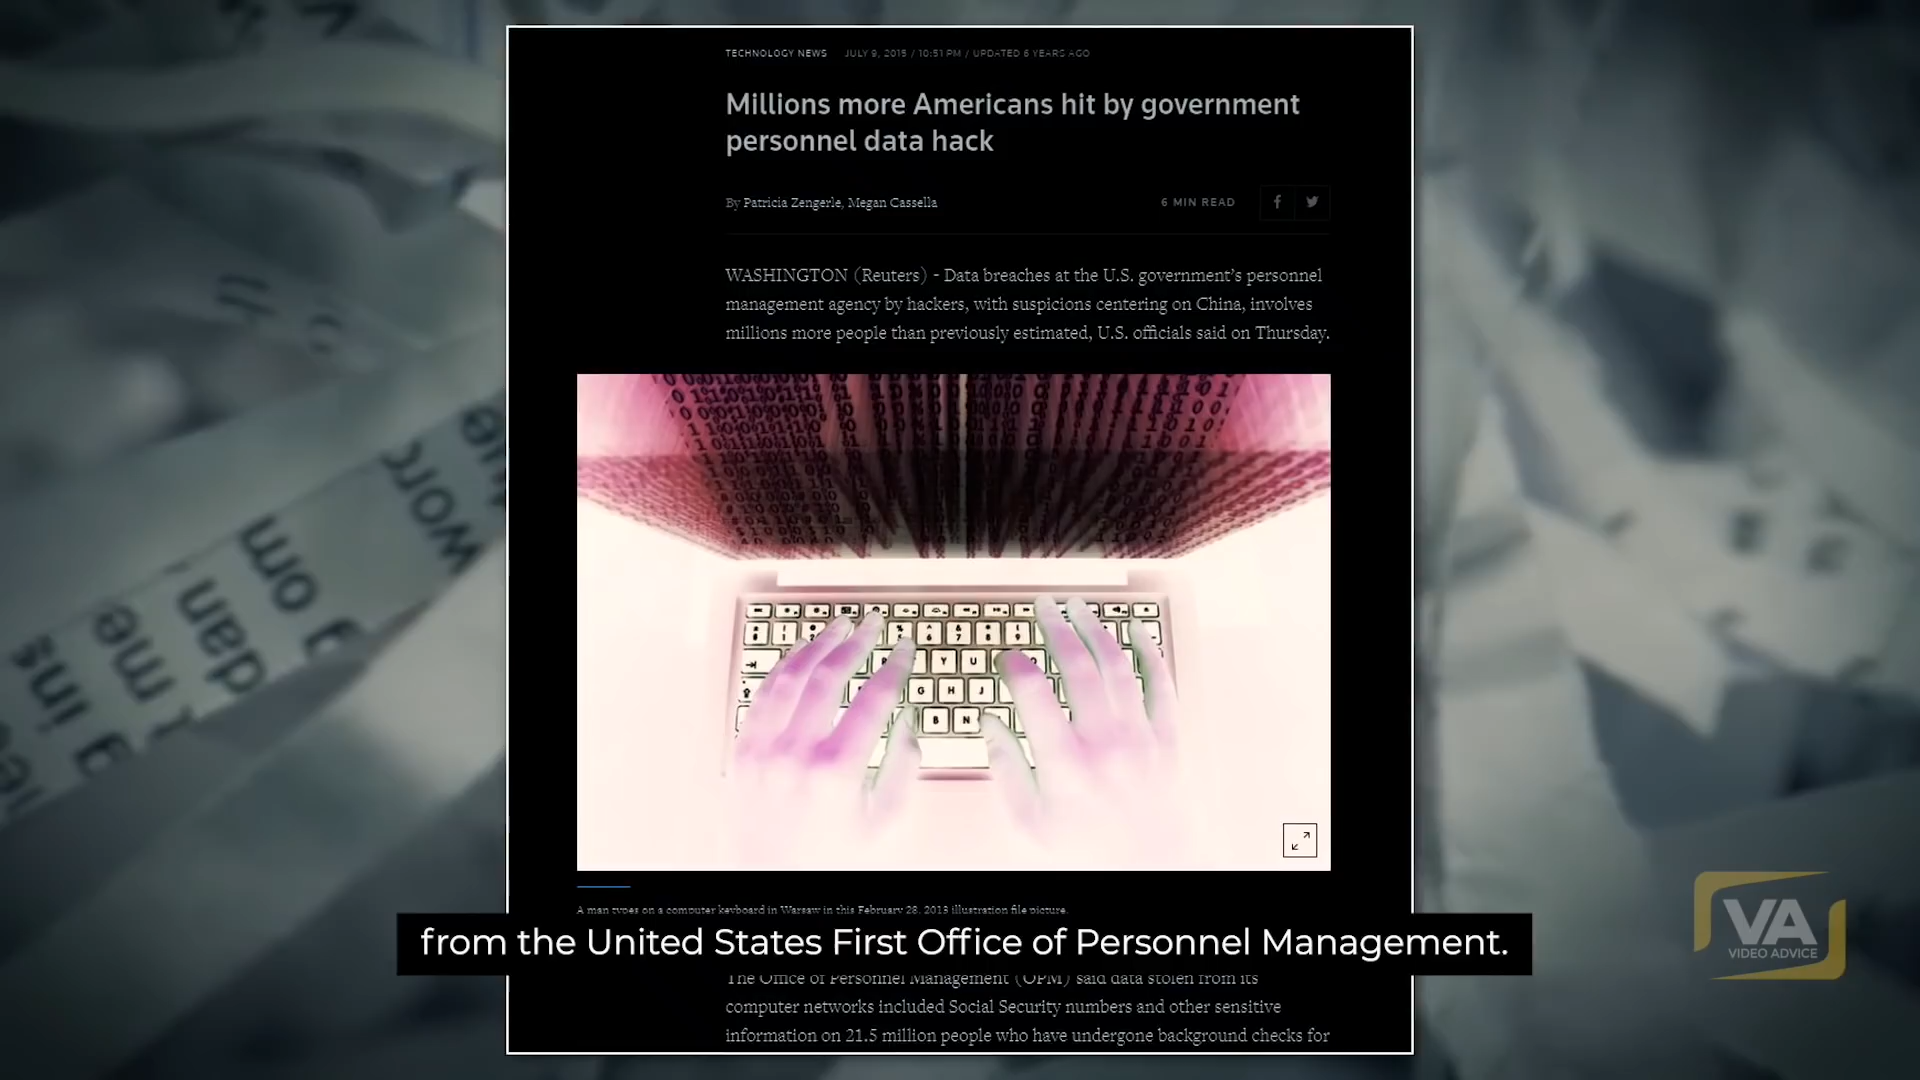 TECHNOLOGY NEWS JULY 9, 2015 / 10:51 PM / UPDATED 6 YEARS AGO
Millions more Americans hit by government
personnel data hack
By Patricia Zengerle, Megan Cassella
6 MIN READ
WASHINGTON (Reuters) - Data breaches at the U.S. government’s personnel
management agency by hackers, with suspicions centering on China, involves
millions more people than previously estimated, U.S. officials said on Thursday.
A man types on a computer keyboard in Warsaw in this February 28, 2013 illustration file picture.
from the United States First Office of Personnel Management.
The Office of Personnel Management (OPM) said data stolen from its
computer networks included Social Security numbers and other sensitive
information on 21.5 million people who have undergone background checks for
VA
VIDEO ADVICE
word
g om
dan
me
g ins